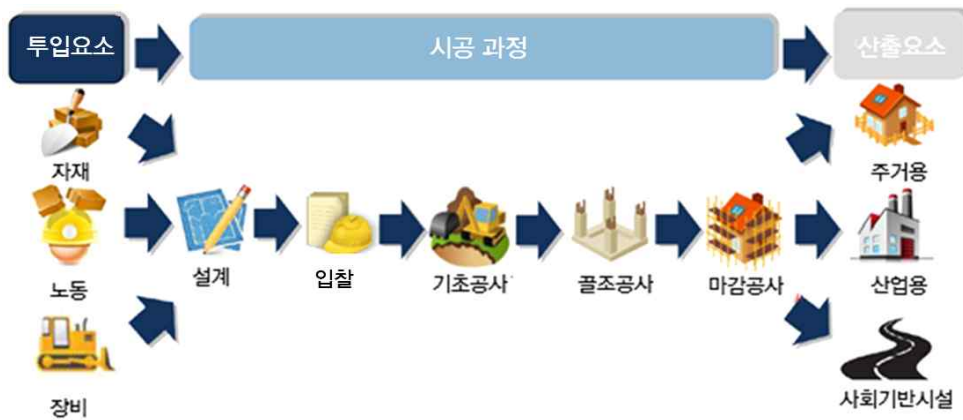 투입요소
시공 과정
산출요소
자재
주거용
노동
설계
입찰
기초공사
골조공사
마감공사
산업용
장비
사회기반시설